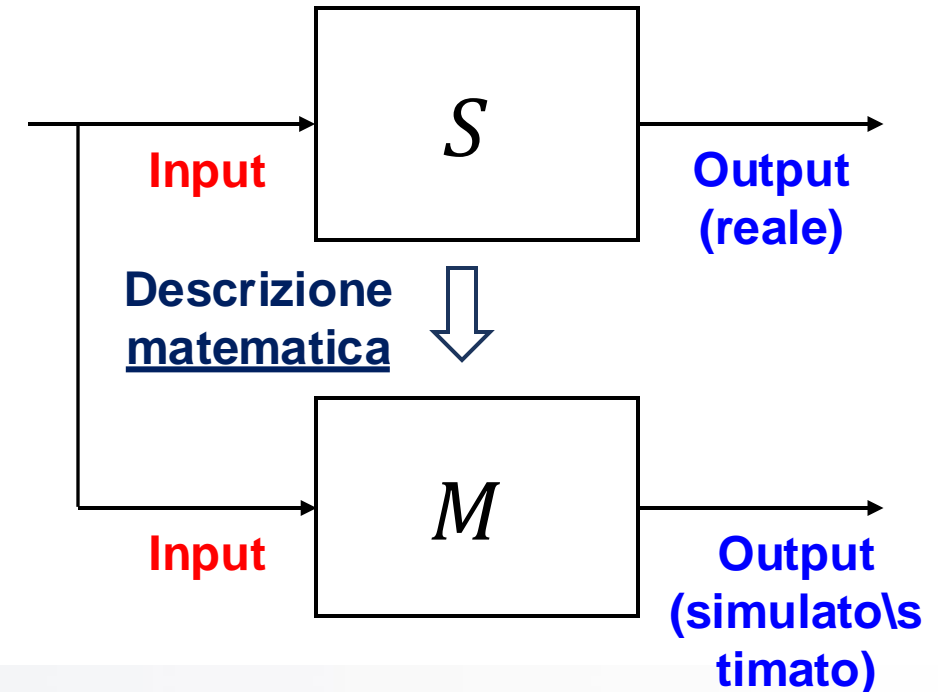 S
Input
Output
(reale)
Descrizione
matematica
M
Input
Output
(simulato\s
timato)